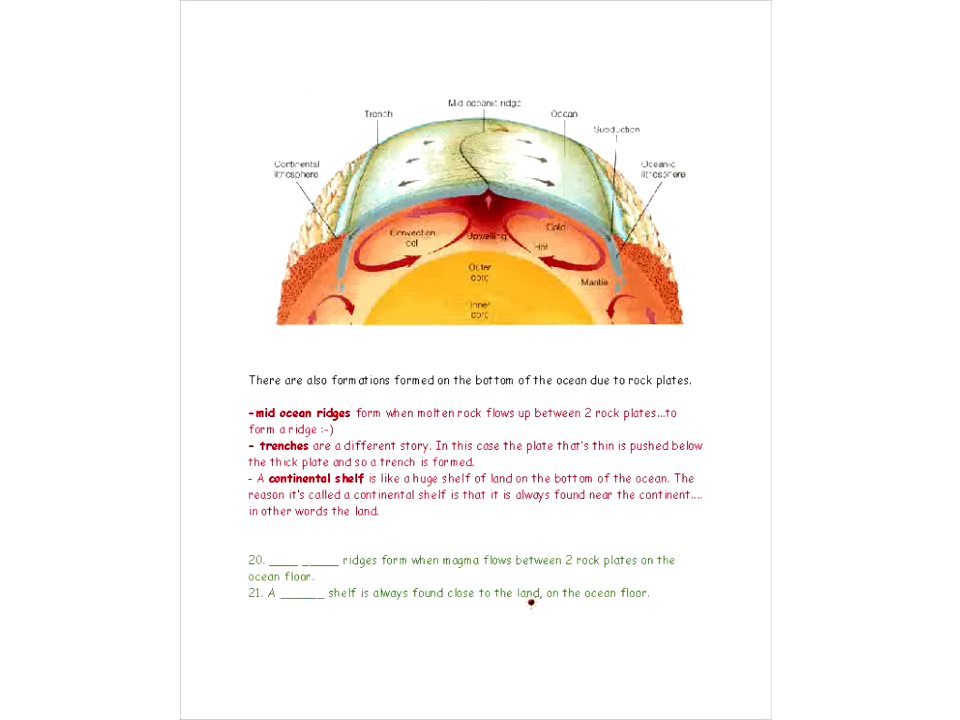 Mid oceanic ridge
Trench
Ocean
Subduction
Continental
lithosphere
Oceanic
lithosphere
Convection
cell
Upwelling
Cold
Hot
Outer
core
Mantle
Inner
core
There are also formations formed on the bottom of the ocean due to rock plates.
-mid ocean ridges form when molten rock flows up between 2 rock plates...to
form a ridge :-)
- trenches are a different story. In this case the plate that's thin is pushed below
the thick plate and so a trench is formed.
- A continental shelf is like a huge shelf of land on the bottom of the ocean. The
reason it's called a continental shelf is that it is always found near the continent....
in other words the land.
20. ____ _____ ridges form when magma flows between 2 rock plates on the
ocean floor.
21. A ______ shelf is always found close to the land, on the ocean floor.